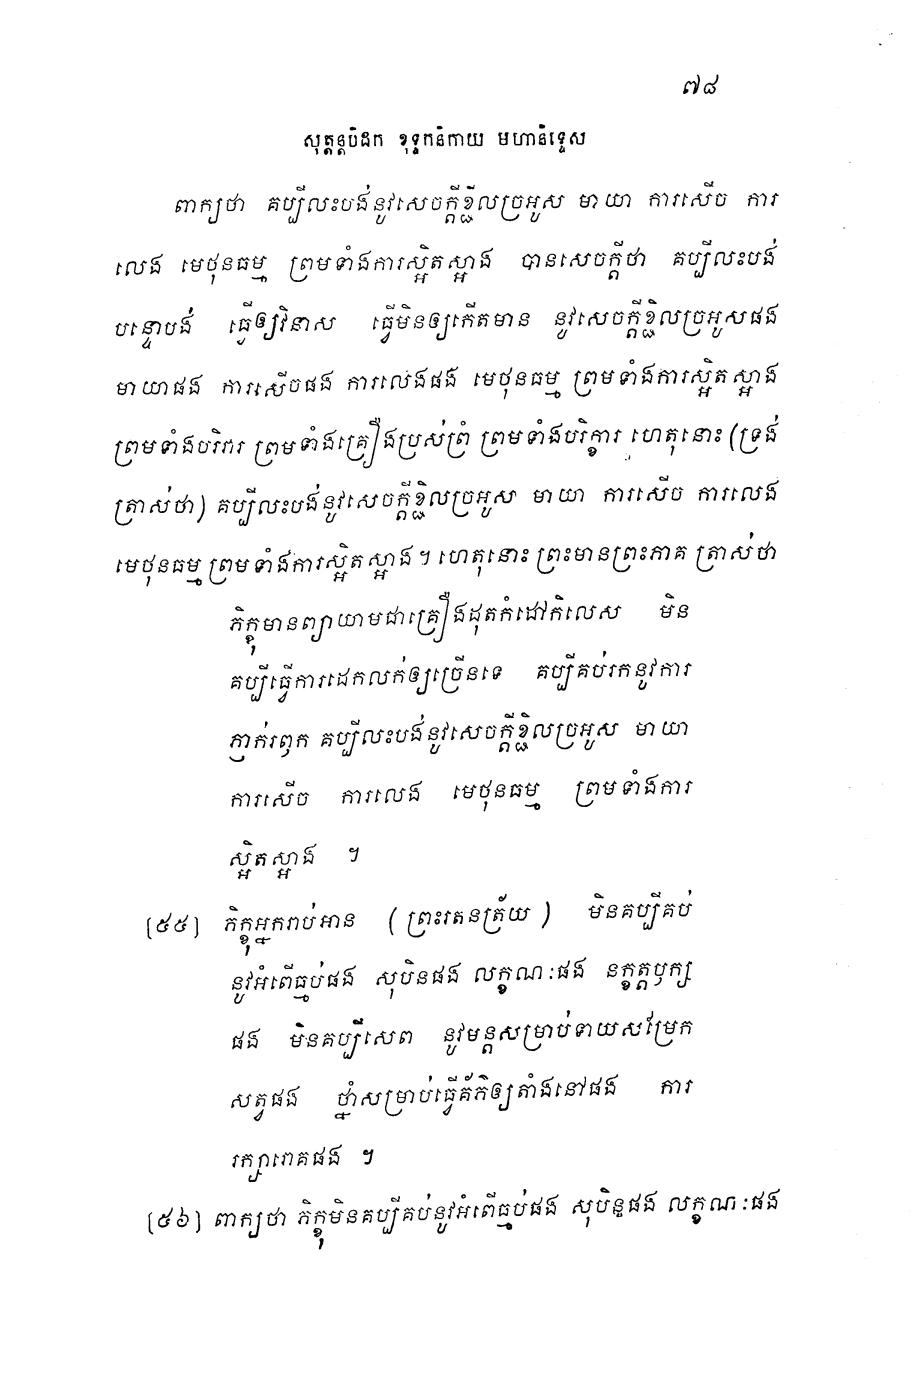 ៧៨
សុត្តន្តបិដក ខុទ្ទកនិកាយ មហានិទ្ទេស
ពាក្យថា គប្បីលះបង់នូវសេចក្តីខ្ជិលច្រអូស មាយា ការសើច ការ
លេង មេថុនធម្ម ព្រមទាំងការស្អិតស្អាង បានសេចក្តីថា គប្បីលះបង់
បន្ទោបង់ ធ្វើឲ្យវិនាស ធ្វើមិនឲ្យកើតមាន នូវសេចក្តីខ្ជិលច្រអូសផង
មាយាផង ការសើចផង ការលេងផង មេថុនធម្ម ព្រមទាំងការស្អិតស្អាង
ព្រមទាំងបរិវារ ព្រមទាំងគ្រឿងប្រស់ព្រំ ព្រមទាំងបរិក្ខារ ហេតុនោះ (ទ្រង់
ត្រាស់ថា) គប្បីលះបង់នូវសេចក្តីខ្ជិលច្រអូស មាយា ការសើច ការលេង
មេថុនធម្ម ព្រមទាំងការស្អិតស្អាង ។ ហេតុនោះ ព្រះមានព្រះភាគ ត្រាស់ថា
ភិក្ខុមានព្យាយាមជាគ្រឿងដុតកំដៅកិលេស មិន
គប្បីធ្វើការដេកលក់ឲ្យច្រើនទេ គប្បីគប់រកនូវការ
ភ្ញាក់រឭក គប្បីលះបង់នូវសេចក្តីខ្ជិលច្រអូស មាយា
ការសើច ការលេង មេថុនធម្ម ព្រមទាំងការ
ស្អិតស្អាង ។
[៥៥] ភិក្ខុអ្នករាប់អាន (ព្រះរតនត្រ័យ) មិនគប្បីគប់
នូវអំពើធ្មប់ផង សុបិនផង លក្ខណៈផង នក្ខត្តឫក្ស
ផង មិនគប្បីសេព នូវមន្តសម្រាប់ទាយសម្រែក
សត្វផង ថ្នាំសម្រាប់ធ្វើគ័ភ៌ឲ្យតាំងនៅផង ការ
រក្សារោគផង ។
[៥៦] ពាក្យថា ភិក្ខុមិនគប្បីគប់នូវអំពើធ្មប់ផង សុបិនផង លក្ខណៈផង